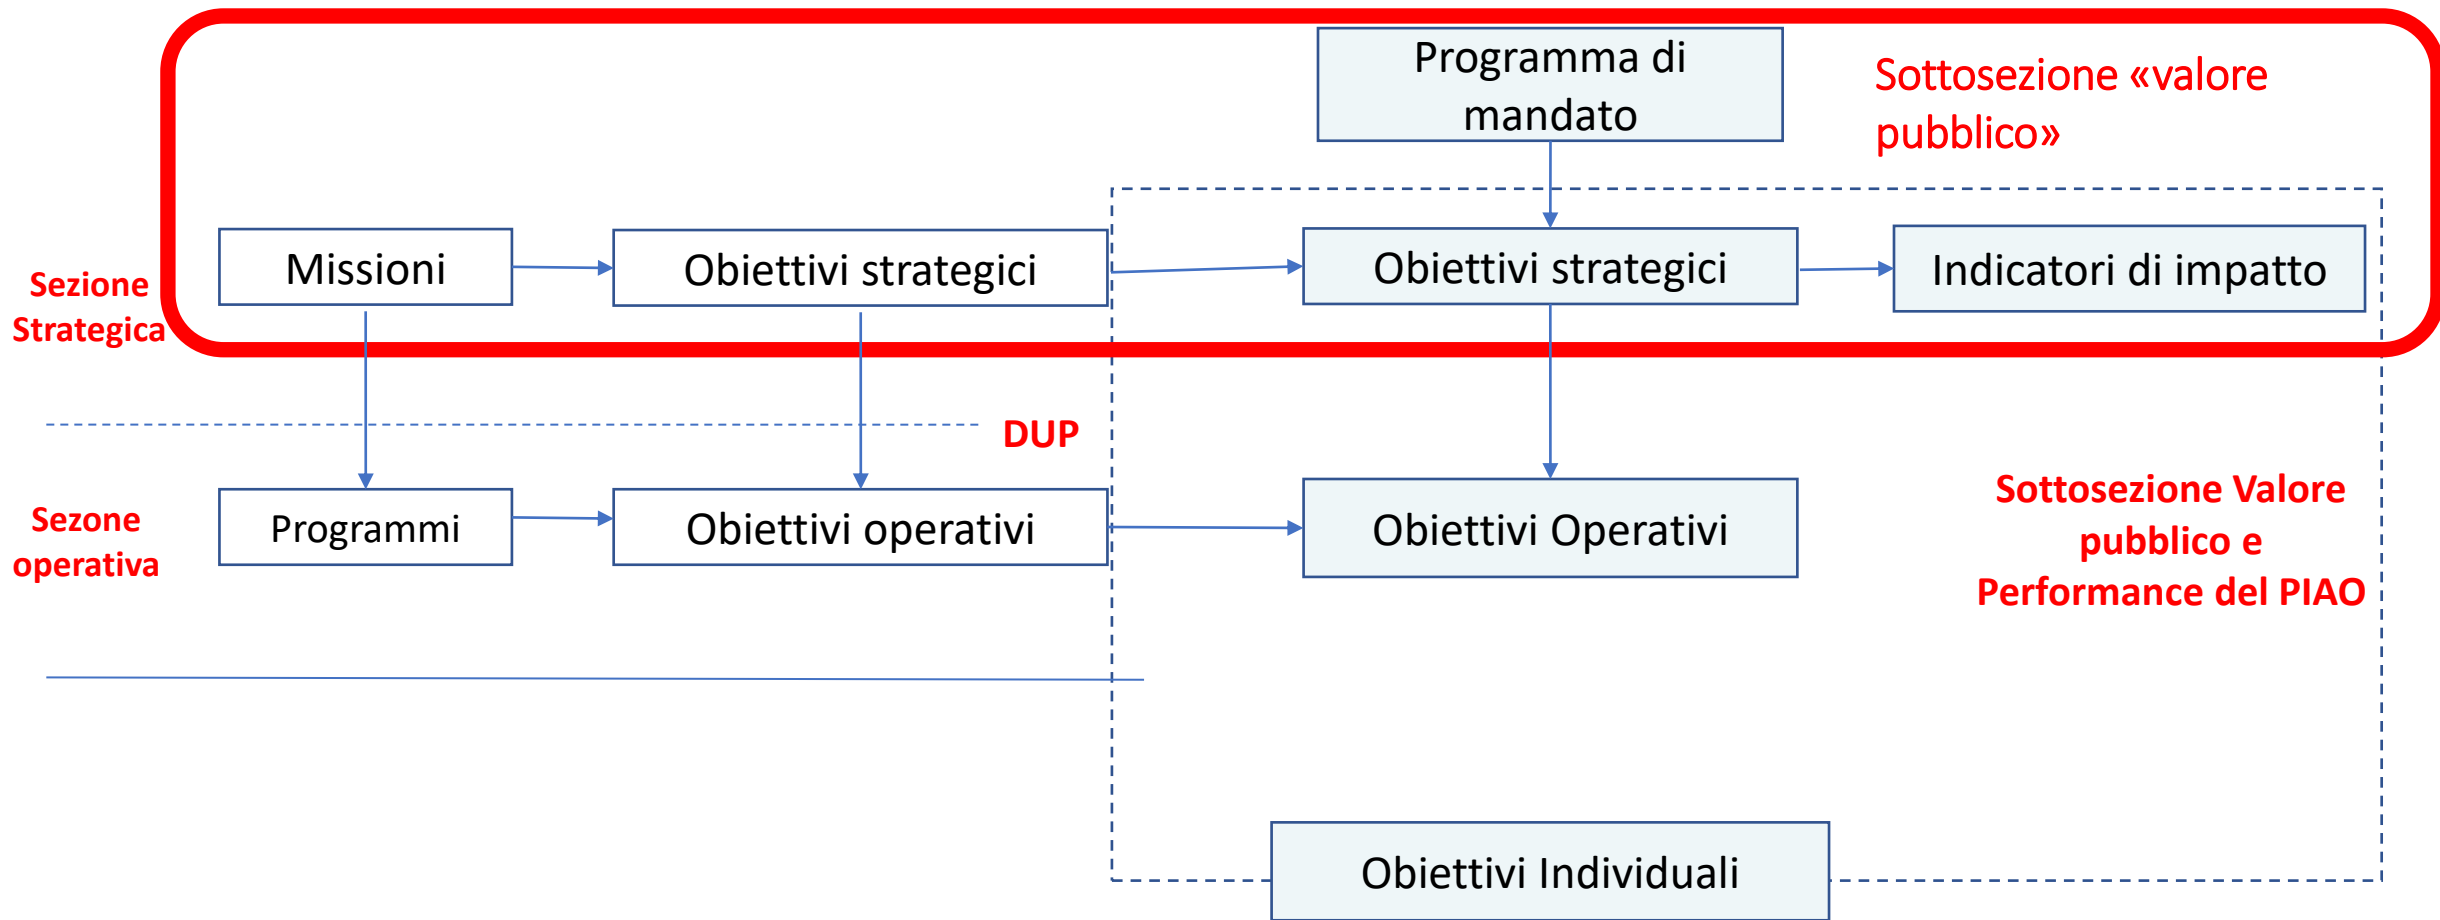 Programma di
mandato
Sottosezione «valore
pubblico»
Missioni
Obiettivi strategici
Obiettivi strategici
Indicatori di impatto
Sezione
Strategica
DUP
Sezone
operativa
Programmi
Obiettivi operativi
Obiettivi Operativi
Sottosezione Valore
pubblico e
Performance del PIAO
Obiettivi Individuali